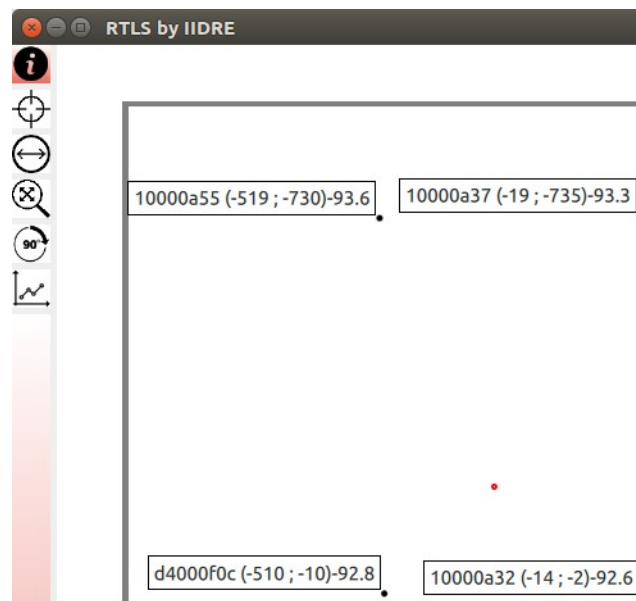 RTLS by IIDRE
i
10000a55 (-519 ; -730)-93.6
10000a37 (-19 ; -735)-93.3
90°
d4000f0c (-510 ; -10)-92.8
10000a32 (-14 ; -2)-92.6